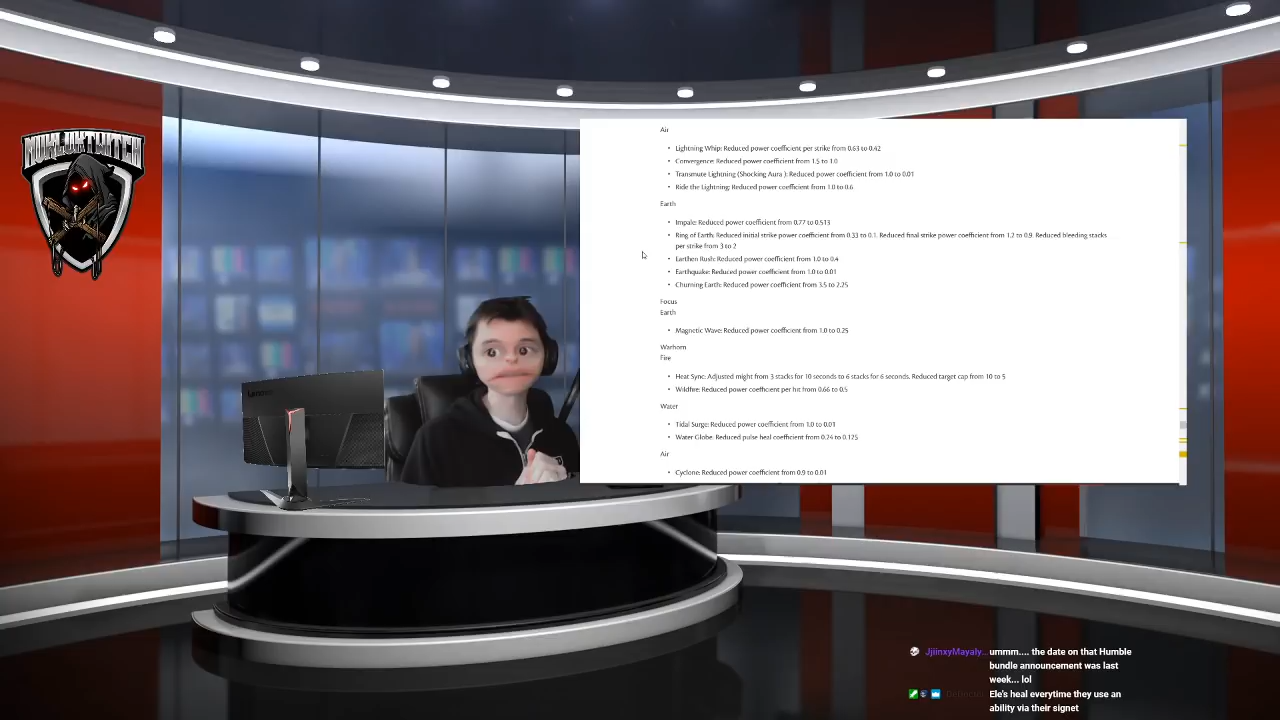 Air
• Lightning Whip: Reduced power coefficient per strike from 0.63 to 0.42
• Convergence: Reduced power coefficient from 1.5 to 1.0
• Transmute Lightning (Shocking Aura ): Reduced power coefficient from 1.0 to 0.01
• Ride the Lightning: Reduced power coefficient from 1.0 to 0.6
Earth
• Impale: Reduced power coefficient from 0.77 to 0.513
• Ring of Earth: Reduced initial strike power coefficient from 0.33 to 0.1. Reduced final strike power coefficient from 1.2 to 0.9. Reduced bleeding stacks
per strike from 3 to 2
• Earthen Rush: Reduced power coefficient from 1.0 to 0.4
• Earthquake: Reduced power coefficient from 1.0 to 0.01
• Churning Earth: Reduced power coefficient from 3.5 to 2.25
Focus
Earth
• Magnetic Wave: Reduced power coefficient from 1.0 to 0.25
Warhorn
Fire
• Heat Sync: Adjusted might from 3 stacks for 10 seconds to 6 stacks for 6 seconds. Reduced target cap from 10 to 5
• Wildfire: Reduced power coefficient per hit from 0.66 to 0.5
Water
• Tidal Surge: Reduced power coefficient from 1.0 to 0.01
• Water Globe: Reduced pulse heal coefficient from 0.24 to 0.125
Air
• Cyclone: Reduced power coefficient from 0.9 to 0.01
Lenovo
JjiinxyMayaly.. ummm.... the date on that Humble
bundle announcement was last
week... lol
Ele's heal everytime they use an
ability via their signet